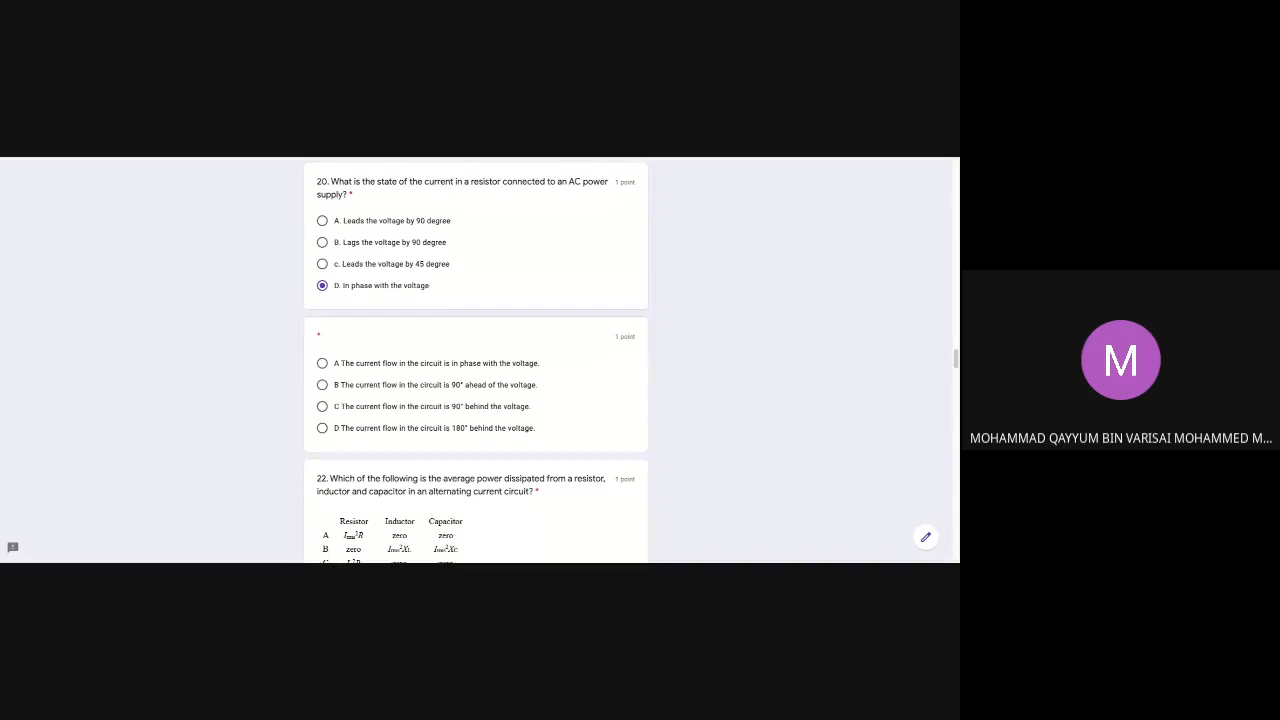 20. What is the state of the current in a resistor connected to an AC power
supply? *
1 point
A. Leads the voltage by 90 degree
B. Lags the voltage by 90 degree
c. Leads the voltage by 45 degree
D. In phase with the voltage
*
1 point
A The current flow in the circuit is in phase with the voltage.
B The current flow in the circuit is 90° ahead of the voltage.
C The current flow in the circuit is 90° behind the voltage.
D The current flow in the circuit is 180° behind the voltage.
22. Which of the following is the average power dissipated from a resistor,
inductor and capacitor in an alternating current circuit? *
1 point
Resistor Inductor Capacitor
A Irms²R zero zero
B zero Irms²XL Irms²XC
M
MOHAMMAD QAYYUM BIN VARISAI MOHAMMED M...